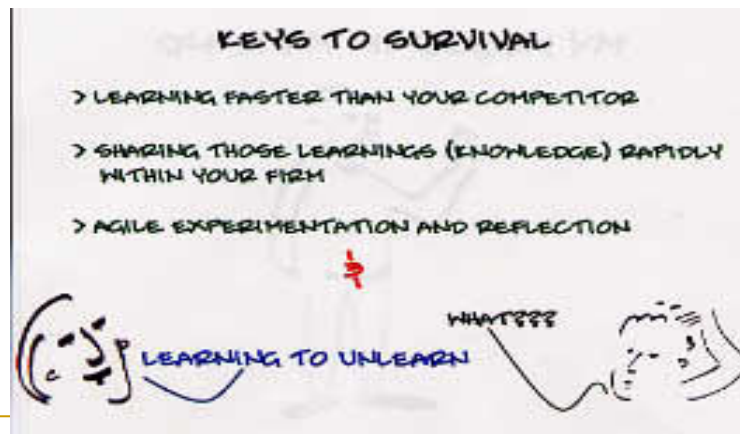 KEYS TO SURVIVAL
> LEARNING FASTER THAN YOUR COMPETITOR
> SHARING THOSE LEARNINGS (KNOWLEDGE) RAPIDLY
WITHIN YOUR FIRM
> AGILE EXPERIMENTATION AND REFLECTION
&
WHAT???
LEARNING TO UNLEARN